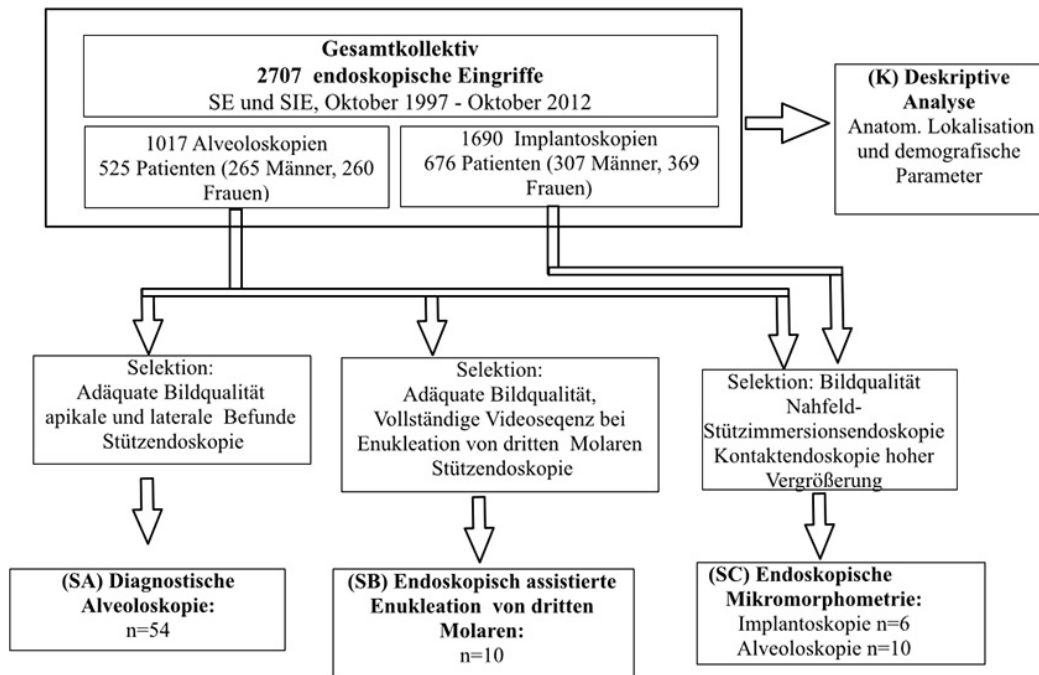 Gesamtkollektiv
2707 endoskopische Eingriffe
SE und SIE, Oktober 1997 - Oktober 2012
1017 Alveoloskopien
525 Patienten (265 Männer, 260
Frauen)
1690 Implantoskopien
676 Patienten (307 Männer, 369
Frauen)
(K) Deskriptive
Analyse
Anatom. Lokalisation
und demografische
Parameter
Selektion:
Adäquate Bildqualität
apikale und laterale Befunde
Stützendoskopie
Selektion:
Adäquate Bildqualität,
Vollständige Videoseqenz bei
Enukleation von dritten Molaren
Stützendoskopie
Selektion: Bildqualität
Nahfeld-
Stützimmersionsendoskopie
Kontaktendoskopie hoher
Vergrößerung
(SA) Diagnostische
Alveoloskopie:
n=54
(SB) Endoskopisch assistierte
Enukleation von dritten
Molaren:
n=10
(SC) Endoskopische
Mikromorphometrie:
Implantoskopie n=6
Alveoloskopie n=10